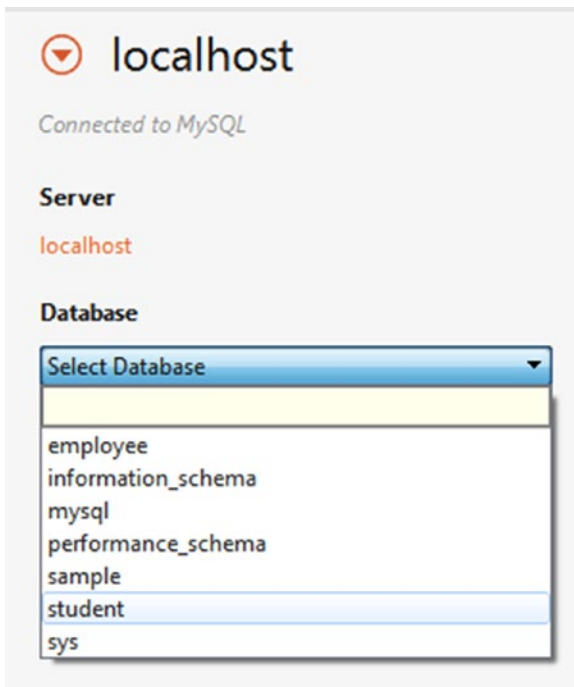 localhost
Connected to MySQL
Server
localhost
Database
Select Database
employee
information_schema
mysql
performance_schema
sample
student
sys